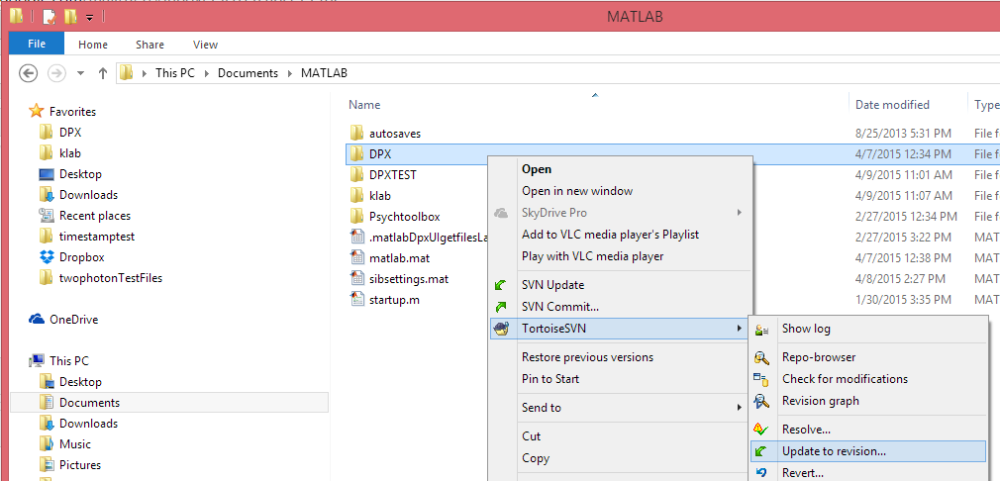 MATLAB
File Home Share View
This PC Documents MATLAB
Name Date modified Type
Favorites
DPX
klab
Desktop
Downloads
Recent places
timestamptest
Dropbox
twophotonTestFiles
OneDrive
This PC
Desktop
Documents
Downloads
Music
Pictures
autosaves 8/25/2013 5:31 PM File f
DPX 4/7/2015 12:34 PM File f
DPXTEST 4/9/2015 11:01 AM File f
klab 4/9/2015 11:07 AM File f
Psychtoolbox 2/27/2015 12:34 PM File f
.matlabDpxUIgetfilesLa 2/27/2015 3:22 PM MAT
matlab.mat 4/7/2015 12:38 PM MAT
sibsettings.mat 4/8/2015 2:27 PM MAT
startup.m 1/30/2015 3:35 PM MAT
Open
Open in new window
SkyDrive Pro
Add to VLC media player's Playlist
Play with VLC media player
SVN Update
SVN Commit...
TortoiseSVN
Restore previous versions
Pin to Start
Send to
Cut
Copy
Show log
Repo-browser
Check for modifications
Revision graph
Resolve...
Update to revision...
Revert...